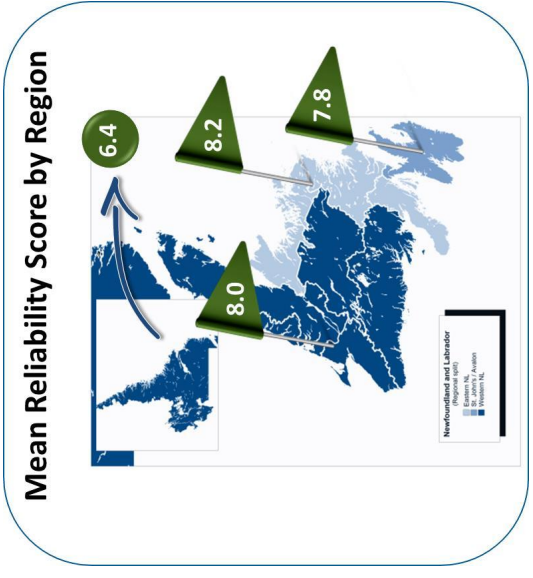 Mean Reliability Score by Region
6.4
8.2
7.8
8.0
Newfoundland and Labrador
(Regional split)
Eastern NL
St. John's / Avalon
Western NL